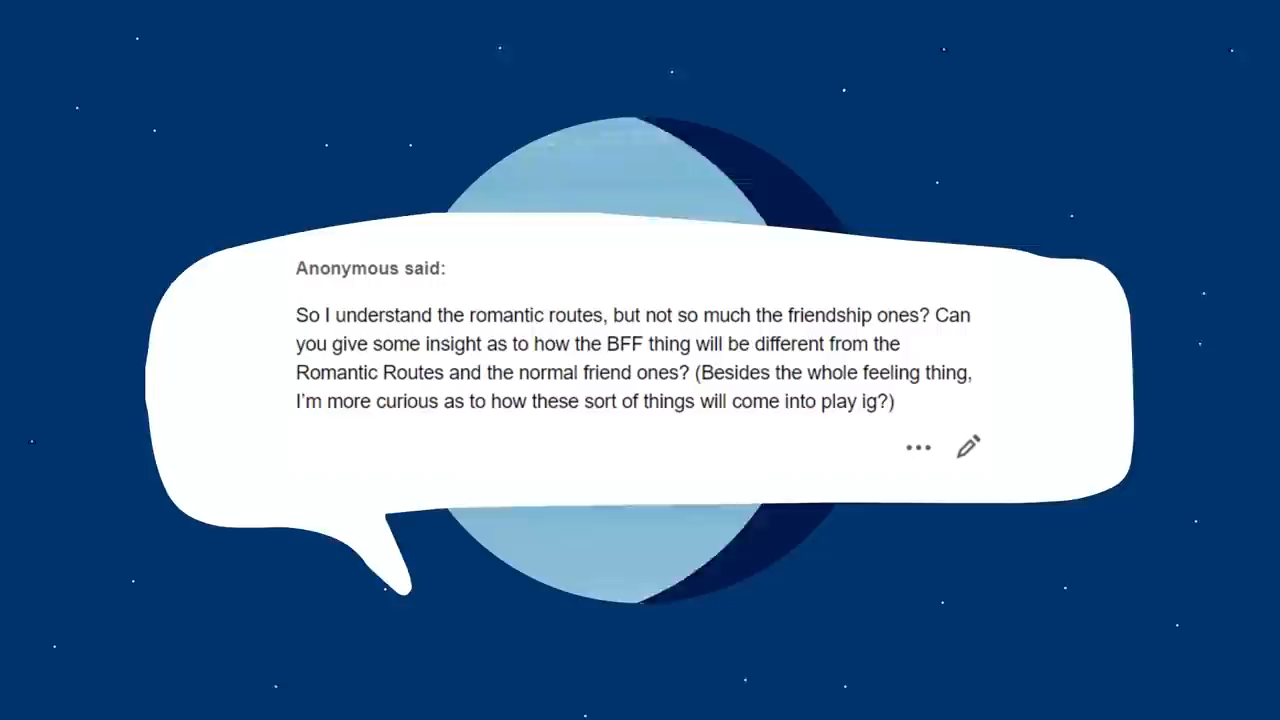 Anonymous said:
So I understand the romantic routes, but not so much the friendship ones? Can
you give some insight as to how the BFF thing will be different from the
Romantic Routes and the normal friend ones? (Besides the whole feeling thing,
I’m more curious as to how these sort of things will come into play ig?)